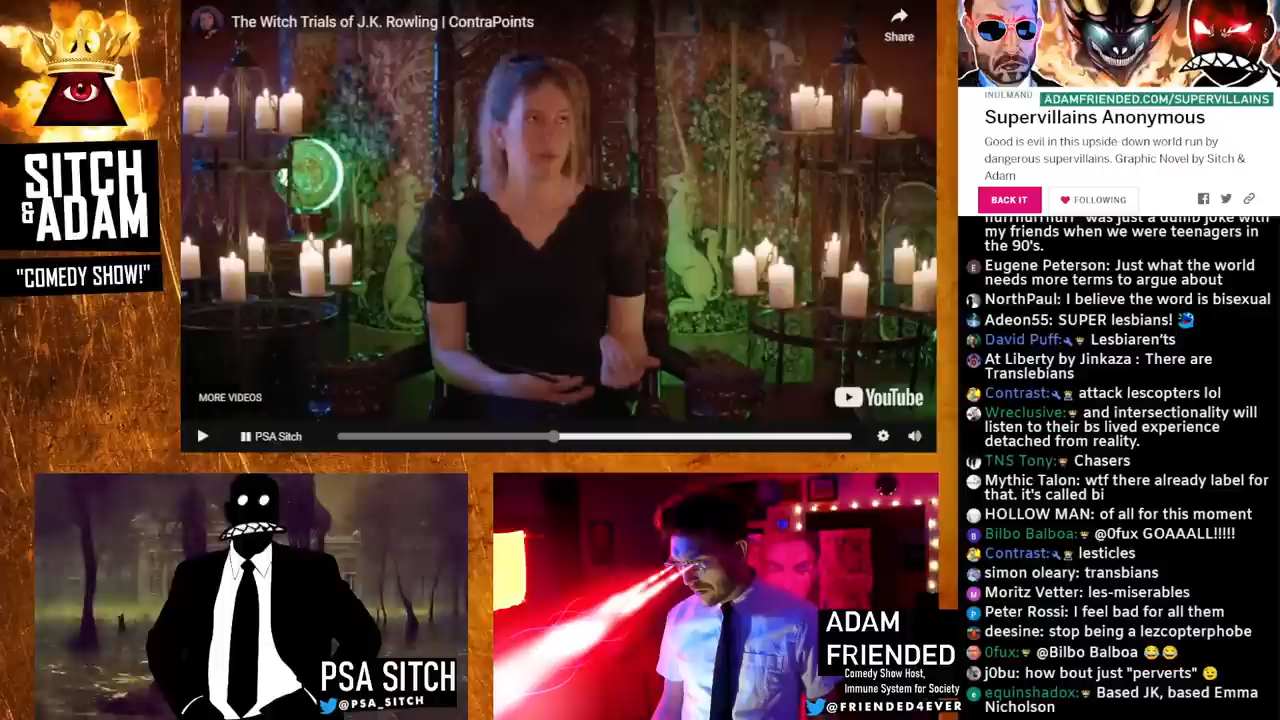 The Witch Trials of J.K. Rowling | ContraPoints
Share
SITCH
& ADAM
"COMEDY SHOW!"
MORE VIDEOS
YouTube
PSA Sitch
INDEMAND
ADAMFRIENDED.COM/SUPERVILLAINS
Supervillains Anonymous
Good is evil in this upside-down world run by
dangerous supervillains. Graphic Novel by Sitch &
Adam
BACK IT
FOLLOWING
was just a dumb joke with
my friends when we were teenagers in
the 90's.
Eugene Peterson: Just what the world
needs more terms to argue about
NorthPaul: I believe the word is bisexual
Adeon55: SUPER lesbians!
David Puff: Lesbiaren'ts
At Liberty by Jinkaza : There are
Translebians
Contrast: attack lescopters lol
Wreclusive: and intersectionality will
listen to their bs lived experience
detached from reality.
TNS Tony: Chasers
Mythic Talon: wtf there already label for
that. it's called bi
HOLLOW MAN: of all for this moment
Bilbo Balboa: @0fux GOAAALL!!!!!
Contrast: lesticles
simon oleary: transbians
Moritz Vetter: les-miserables
Peter Rossi: I feel bad for all them
deesine: stop being a lezcopterphobe
0fux: @Bilbo Balboa 😂😂
j0bu: how bout just "perverts" 😉
equinshadox: Based JK, based Emma
Nicholson
PSA SITCH
@PSA_SITCH
ADAM
FRIENDED
Comedy Show Host,
Immune System for Society
@FRIENDED4EVER